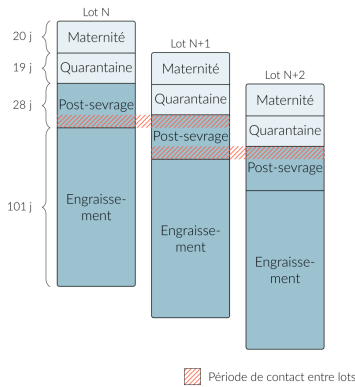 Lot N
20 j
Maternité
19 j
Quarantaine
28 j
Post-sevrage
101 j
Engraisse-
ment
Lot N+1
Maternité
Quarantaine
Post-sevrage
Engraisse-
ment
Lot N+2
Maternité
Quarantaine
Post-sevrage
Engraisse-
ment
Période de contact entre lots